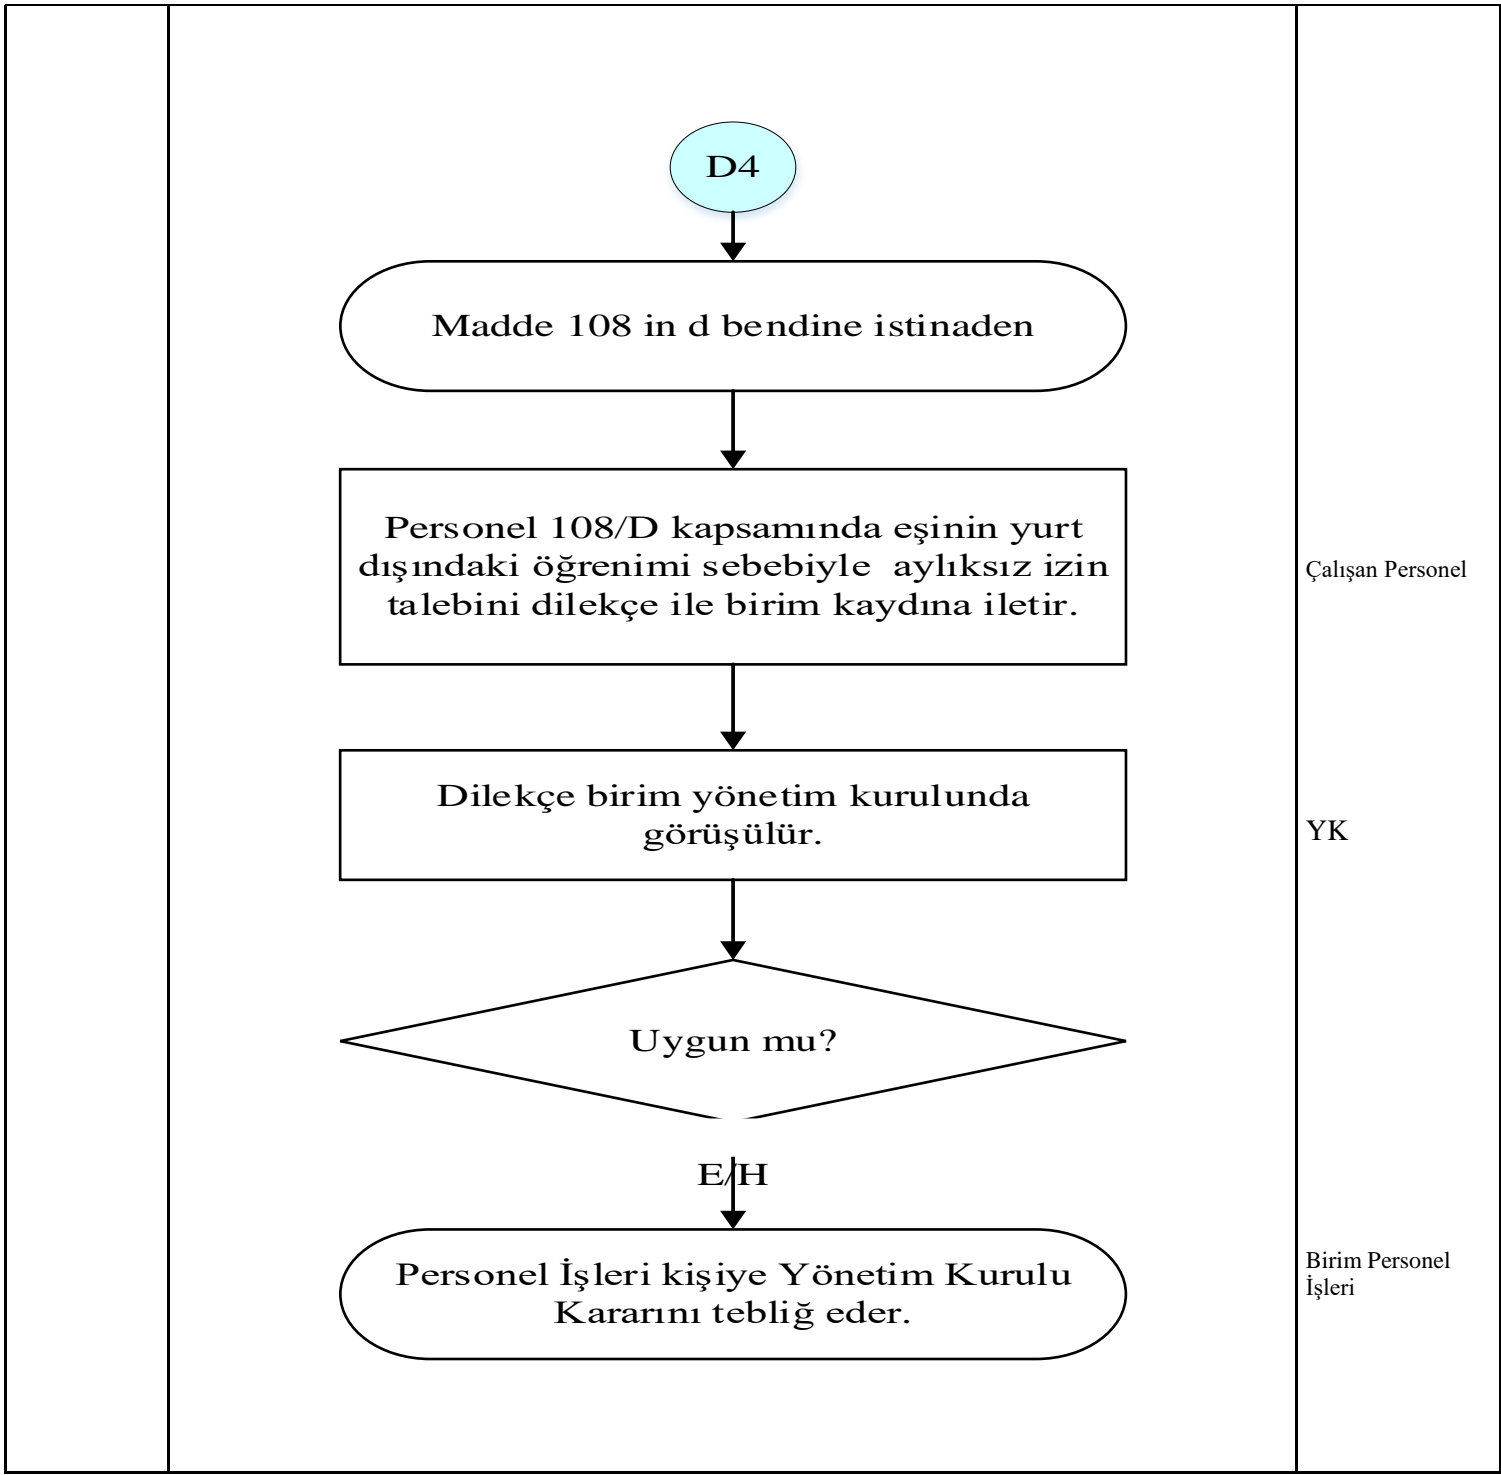 D4
Madde 108 in d bendine istinaden
Personel 108/D kapsamında eşinin yurt
dışındaki öğrenimi sebebiyle  aylıksız izin
talebini dilekçe ile birim kaydına iletir.
Çalışan Personel
Dilekçe birim yönetim kurulunda
görüşülür.
YK
Uygun mu?
E/H
Personel İşleri kişiye Yönetim Kurulu
Kararını tebliğ eder.
Birim Personel
İşleri